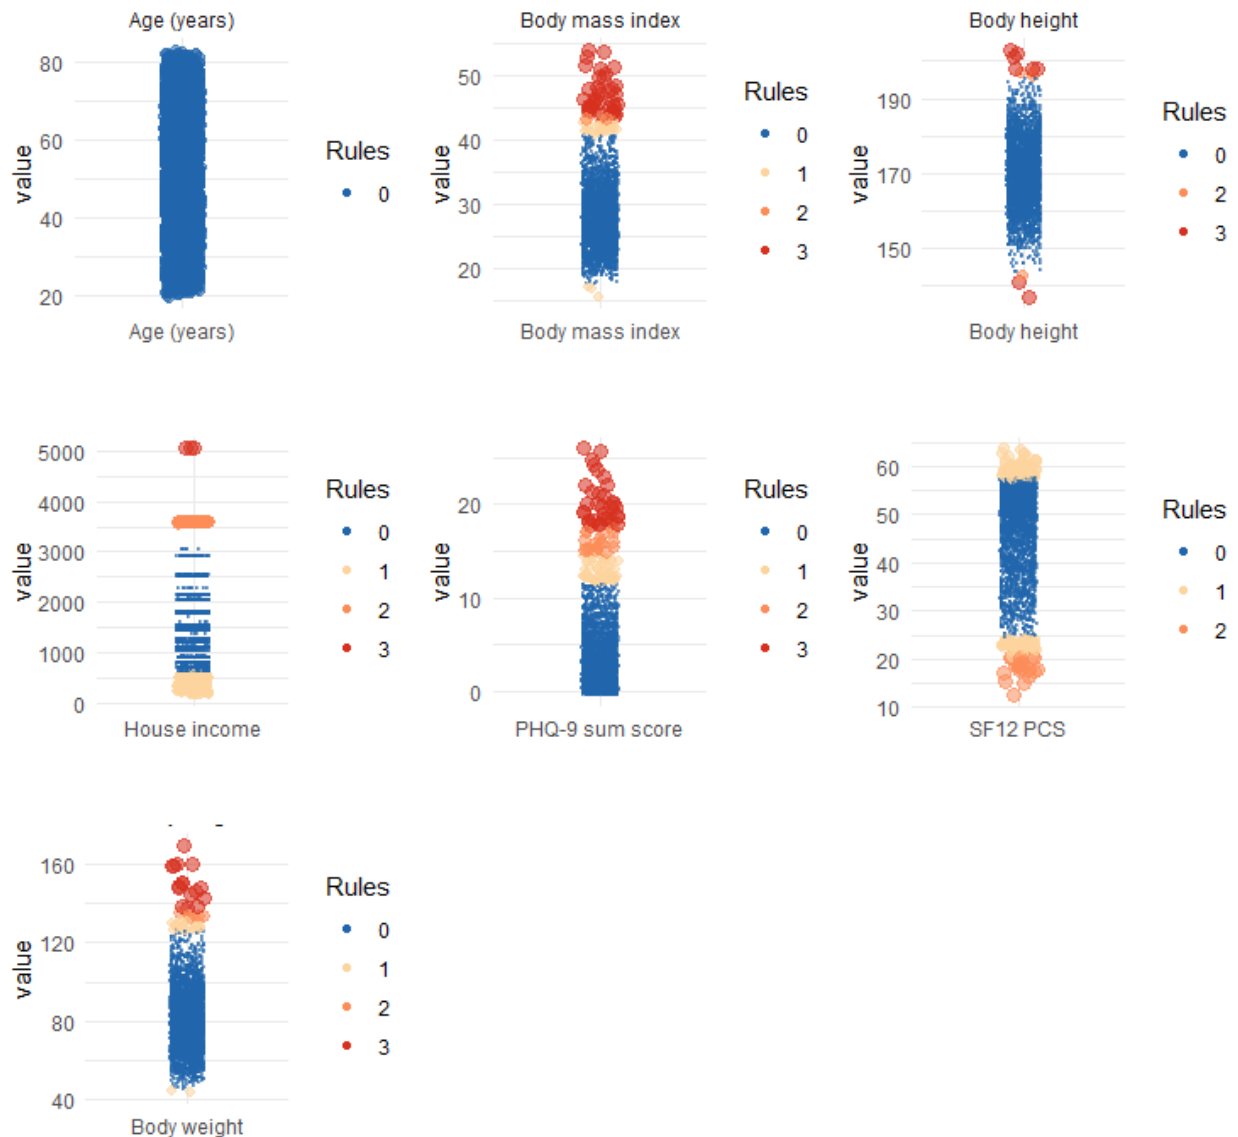 Age (years)
value
80
60
40
20
Age (years)
Rules
0
Body mass index
value
50
40
30
20
Body mass index
Rules
0
1
2
3
Body height
value
190
170
150
Body height
Rules
0
2
3
value
5000
4000
3000
2000
1000
0
House income
Rules
0
1
2
3
value
20
10
0
PHQ-9 sum score
Rules
0
1
2
3
value
60
50
40
30
20
10
SF12 PCS
Rules
0
1
2
value
160
120
80
40
Body weight
Rules
0
1
2
3